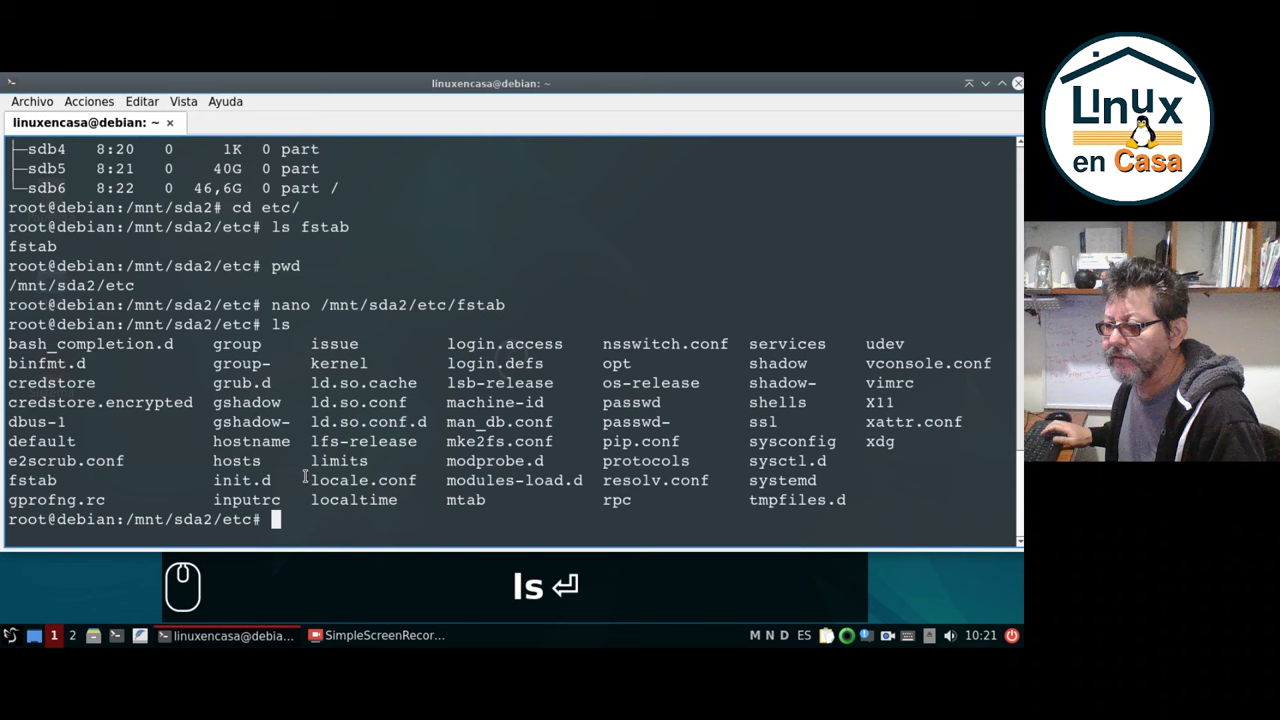 linuxencasa@debian: ~
Archivo Acciones Editar Vista Ayuda
linuxencasa@debian: ~ ×
├─sdb4 8:20 0 1K 0 part
├─sdb5 8:21 0 40G 0 part
└─sdb6 8:22 0 46,6G 0 part /
root@debian:/mnt/sda2# cd etc/
root@debian:/mnt/sda2/etc# ls fstab
fstab
root@debian:/mnt/sda2/etc# pwd
/mnt/sda2/etc
root@debian:/mnt/sda2/etc# nano /mnt/sda2/etc/fstab
root@debian:/mnt/sda2/etc# ls
bash_completion.d group issue login.access nsswitch.conf services udev
binfmt.d group- kernel login.defs opt shadow vconsole.conf
credstore grub.d ld.so.cache lsb-release os-release shadow- vimrc
credstore.encrypted gshadow ld.so.conf machine-id passwd shells X11
dbus-1 gshadow- ld.so.conf.d man_db.conf passwd- ssl xattr.conf
default hostname lfs-release mke2fs.conf pip.conf sysconfig xdg
e2scrub.conf hosts limits modprobe.d protocols sysctl.d
fstab init.d locale.conf modules-load.d resolv.conf systemd
gprofng.rc inputrc localtime mtab rpc tmpfiles.d
root@debian:/mnt/sda2/etc#
ls ⏎
1 2 linuxencasa@debia... SimpleScreenRecor... M N D ES 10:21
Linux
en Casa